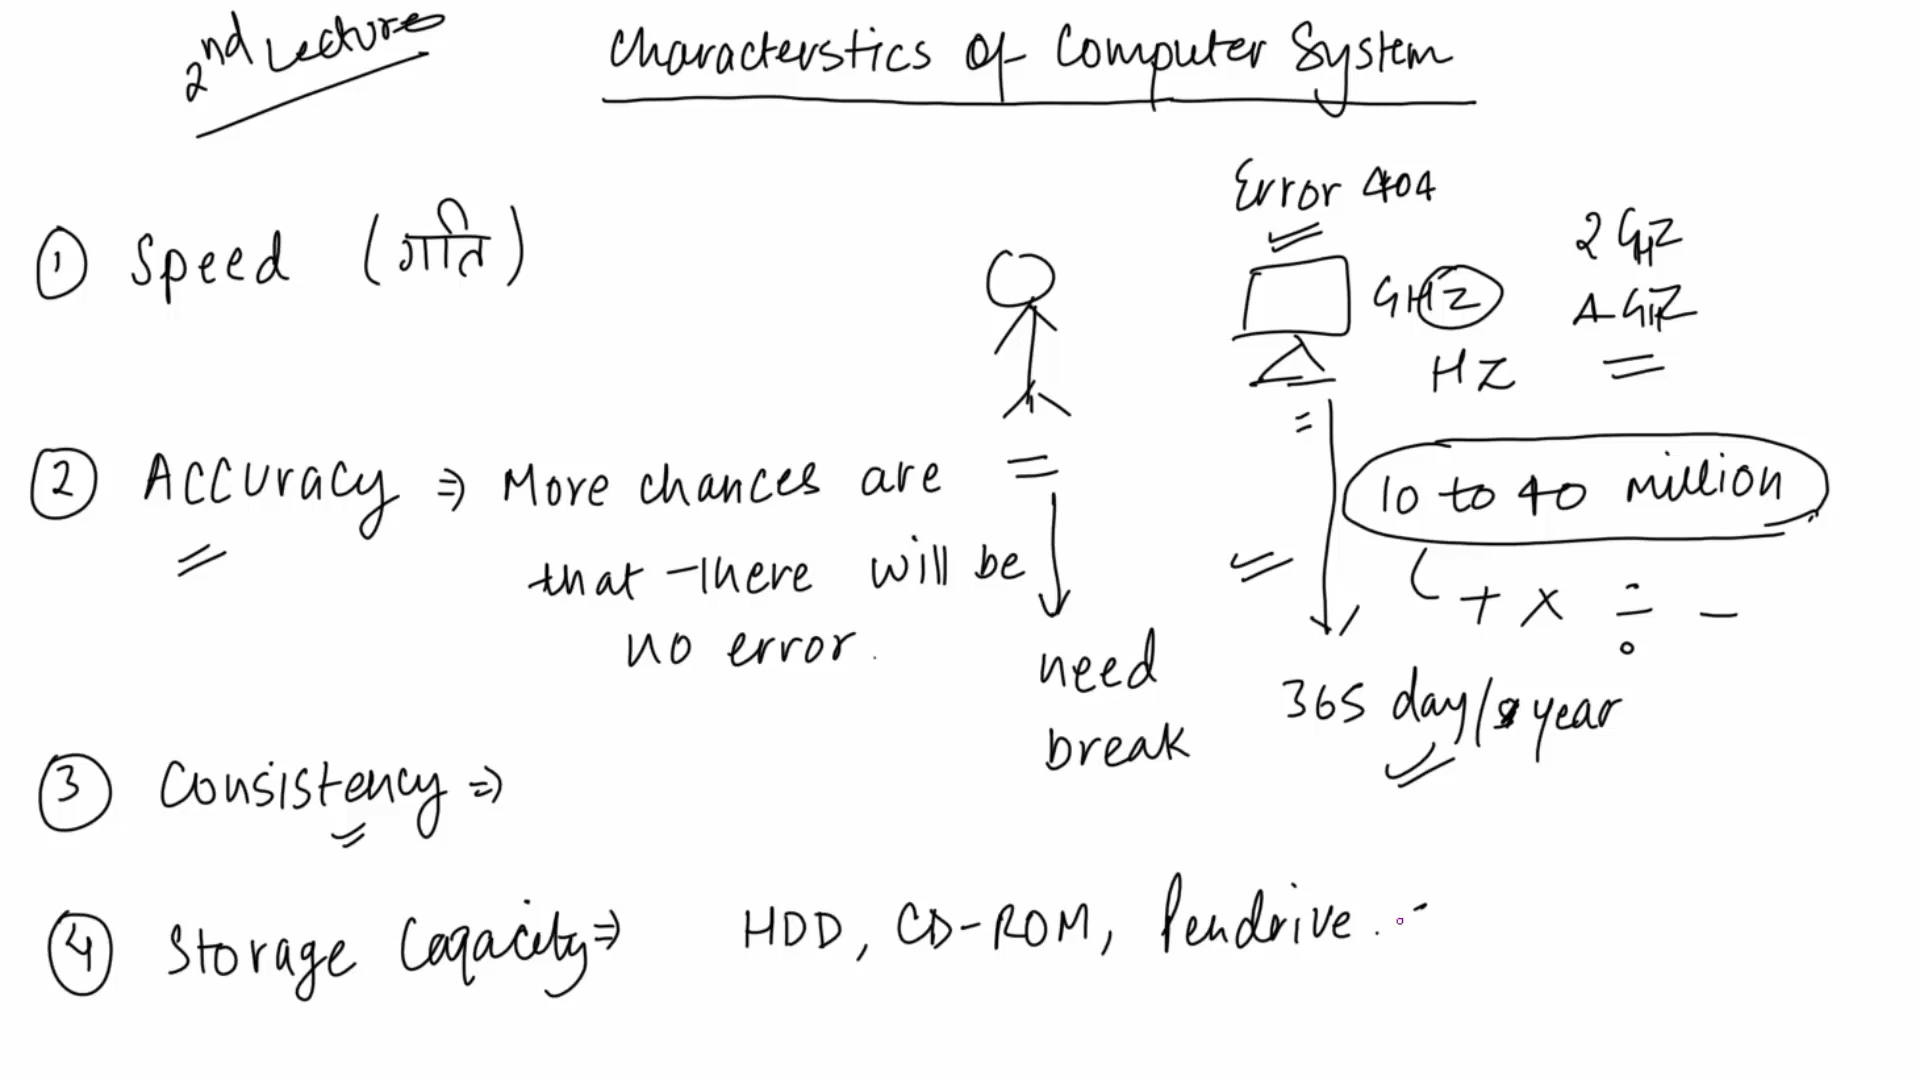 2nd Lecture
Characterstics of Computer System
① Speed (गति)
Error 404
GHZ
HZ
2 GHZ
4 GHZ
② Accuracy ⇒ More chances are
that there will be
no error.
10 to 40 million
+ × ÷ −
need
break
365 day/year
③ Consistency ⇒
④ Storage Capacity ⇒ HDD, CD-ROM, Pendrive..